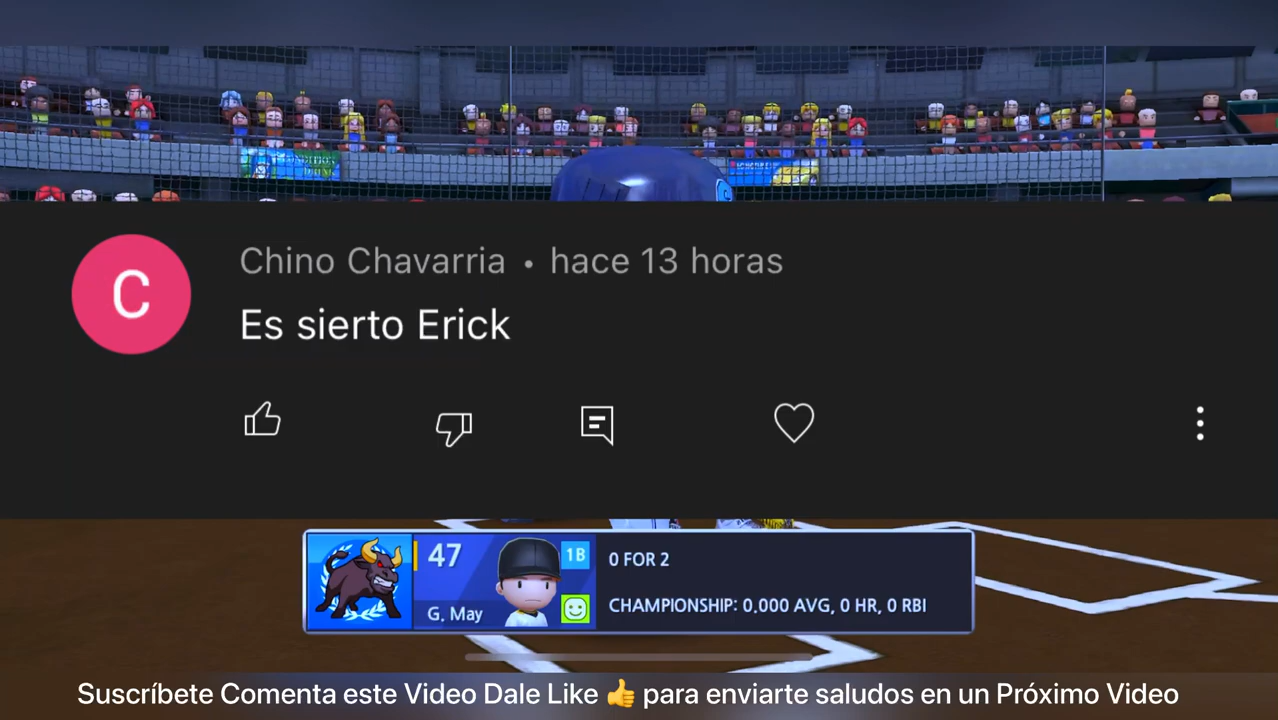 Chino Chavarria • hace 13 horas
C
Es sierto Erick
47
1B
G. May
0 FOR 2
CHAMPIONSHIP: 0.000 AVG, 0 HR, 0 RBI
Suscríbete Comenta este Video Dale Like 👍 para enviarte saludos en un Próximo Video